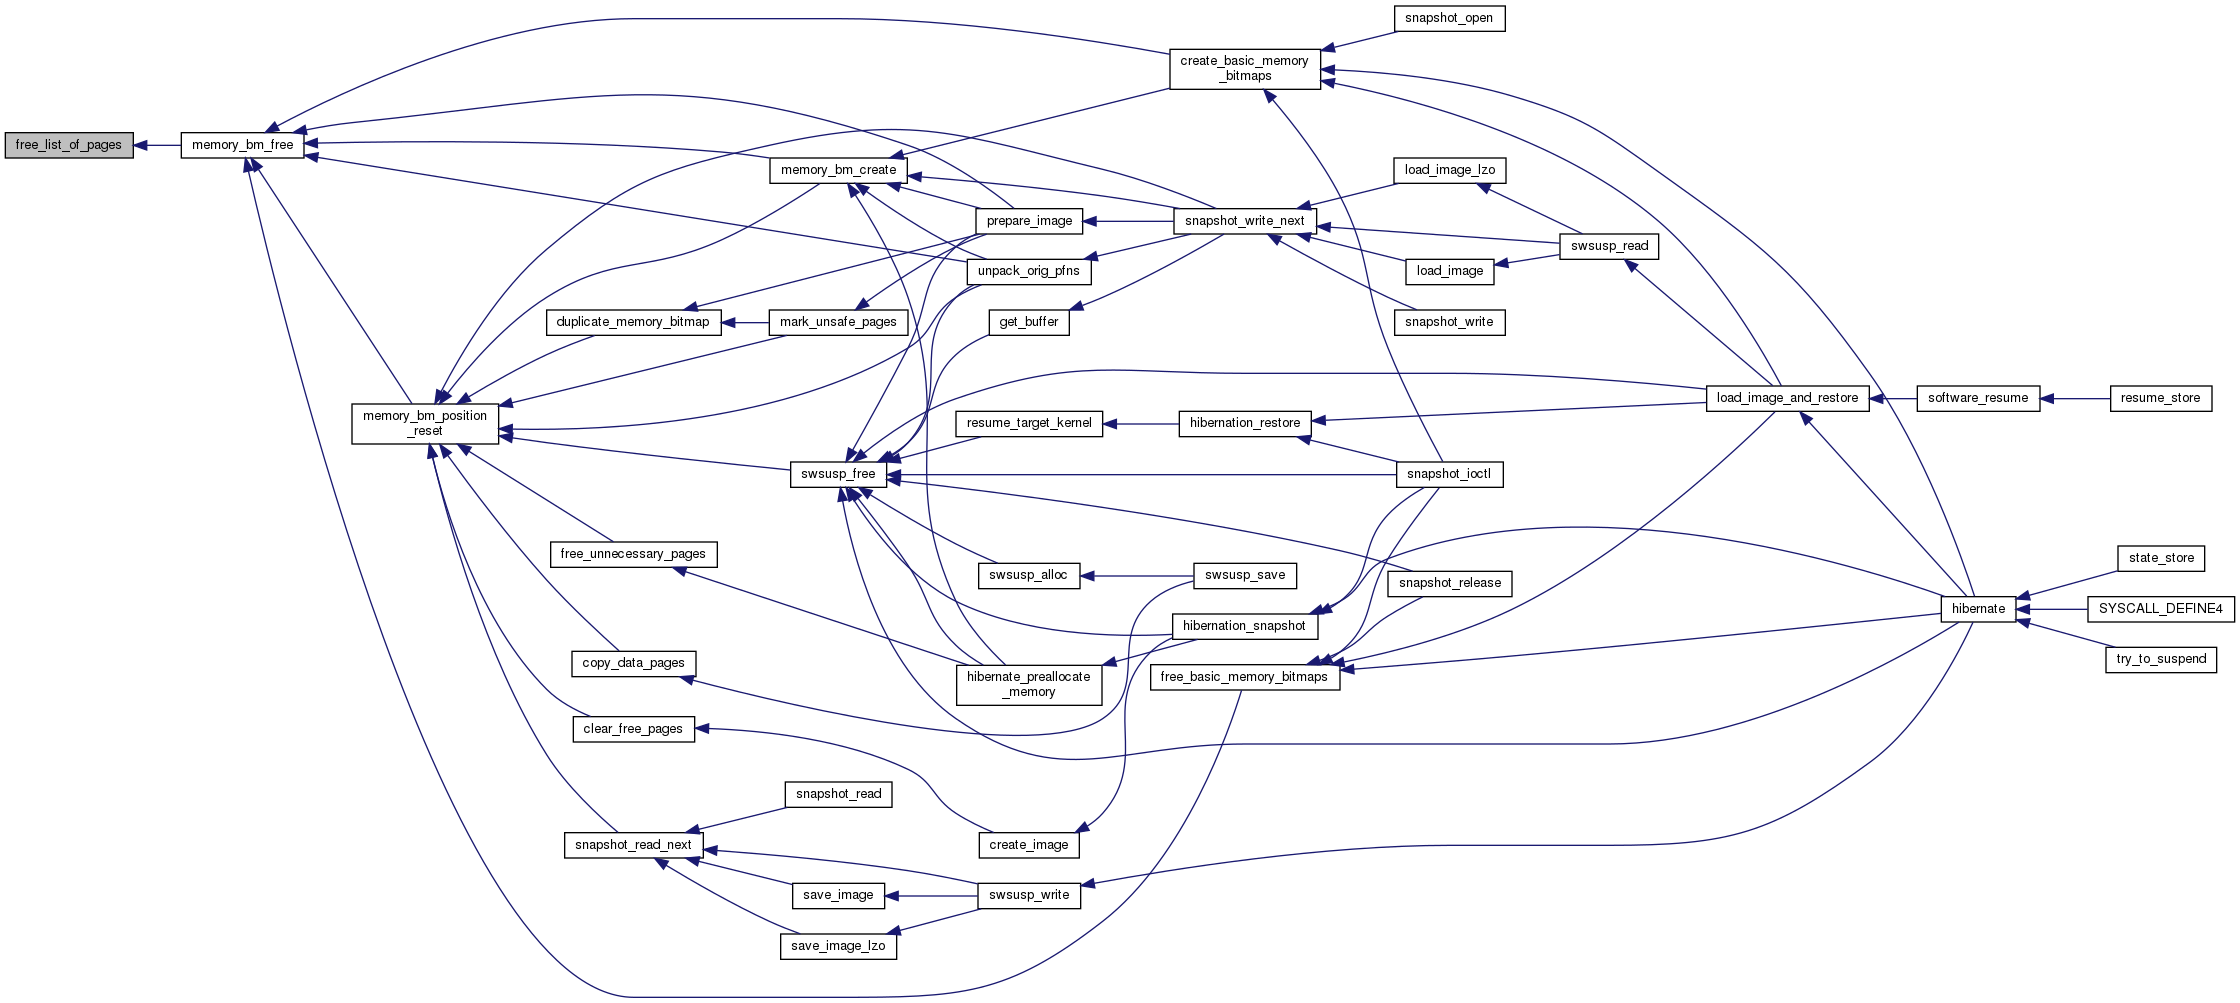 free_list_of_pages
memory_bm_free
memory_bm_position
_reset
duplicate_memory_bitmap
free_unnecessary_pages
copy_data_pages
clear_free_pages
snapshot_read_next
memory_bm_create
mark_unsafe_pages
swsusp_free
snapshot_read
save_image
save_image_lzo
prepare_image
unpack_orig_pfns
get_buffer
resume_target_kernel
swsusp_alloc
hibernate_preallocate
_memory
create_image
swsusp_write
create_basic_memory
_bitmaps
snapshot_write_next
hibernation_restore
swsusp_save
hibernation_snapshot
free_basic_memory_bitmaps
snapshot_open
load_image_lzo
load_image
snapshot_write
snapshot_ioctl
snapshot_release
swsusp_read
load_image_and_restore
software_resume
hibernate
resume_store
state_store
SYSCALL_DEFINE4
try_to_suspend